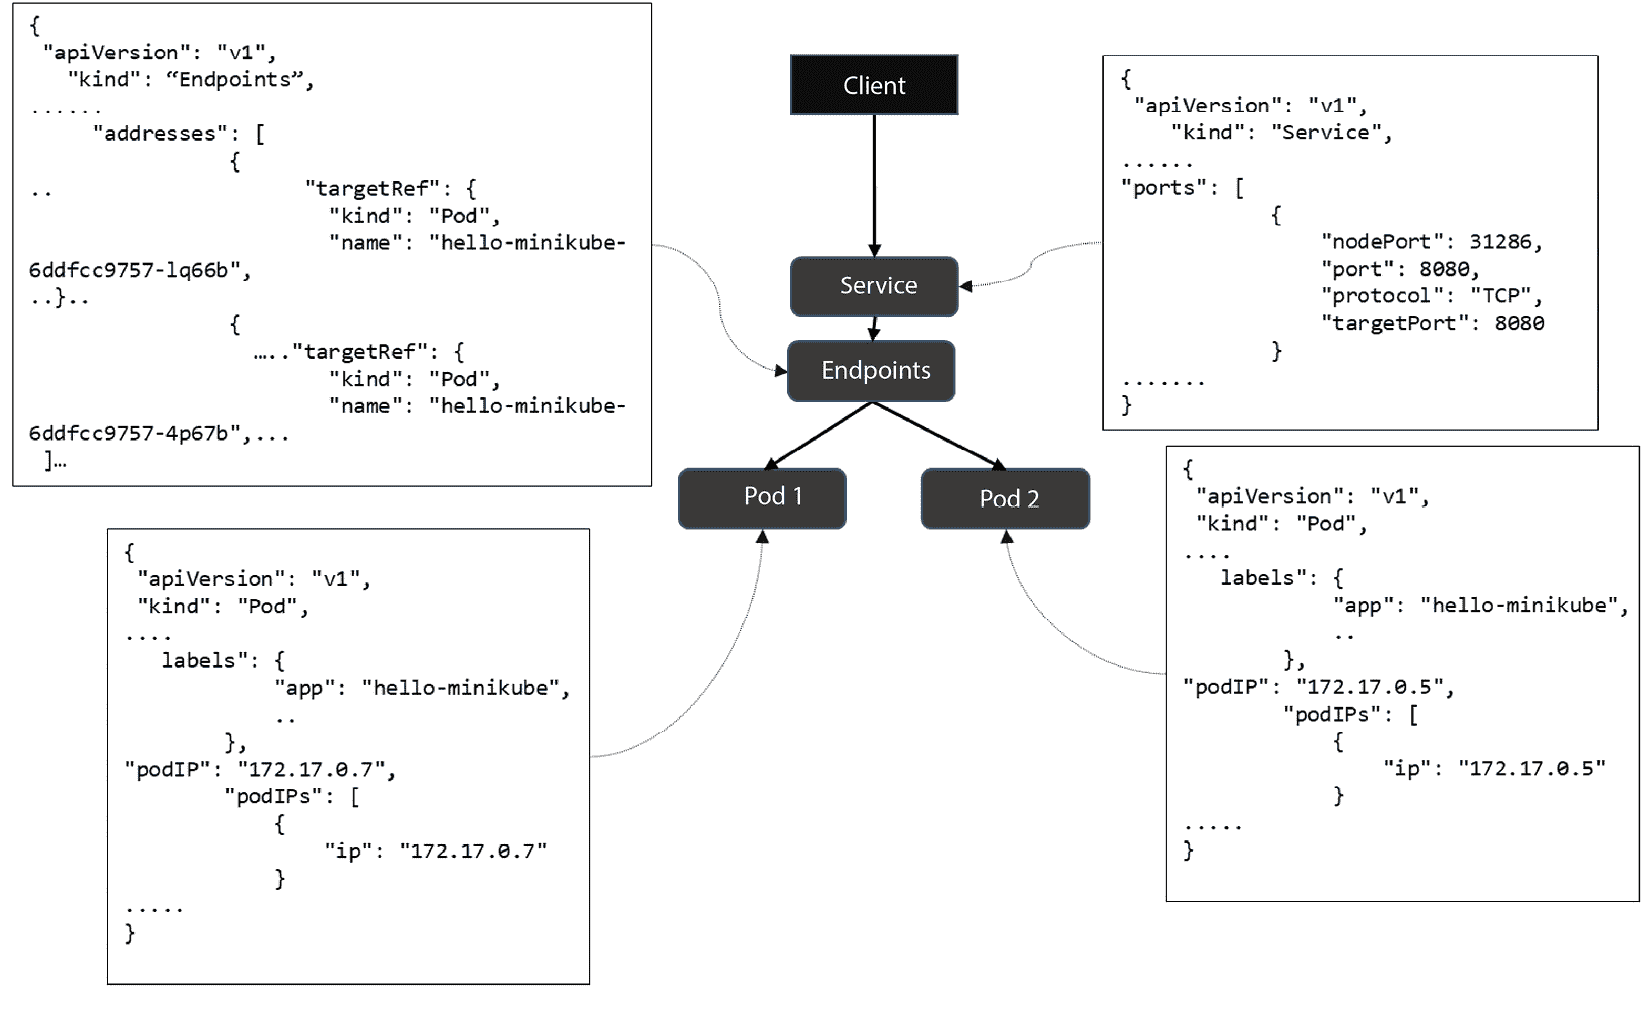 {
"apiVersion": "v1",
"kind": “Endpoints”,
......
"addresses": [
{
..                    "targetRef": {
"kind": "Pod",
"name": "hello-minikube-
6ddfcc9757-lq66b",
..}..
{
….."targetRef": {
"kind": "Pod",
"name": "hello-minikube-
6ddfcc9757-4p67b",...
]…
Client
Service
Endpoints
Pod 1
Pod 2
{
"apiVersion": "v1",
"kind": "Service",
......
"ports": [
{
"nodePort": 31286,
"port": 8080,
"protocol": "TCP",
"targetPort": 8080
}
.......
}
{
"apiVersion": "v1",
"kind": "Pod",
....
labels": {
"app": "hello-minikube",
..
},
"podIP": "172.17.0.7",
"podIPs": [
{
"ip": "172.17.0.7"
}
.....
}
{
"apiVersion": "v1",
"kind": "Pod",
....
labels": {
"app": "hello-minikube",
..
},
"podIP": "172.17.0.5",
"podIPs": [
{
"ip": "172.17.0.5"
}
.....
}